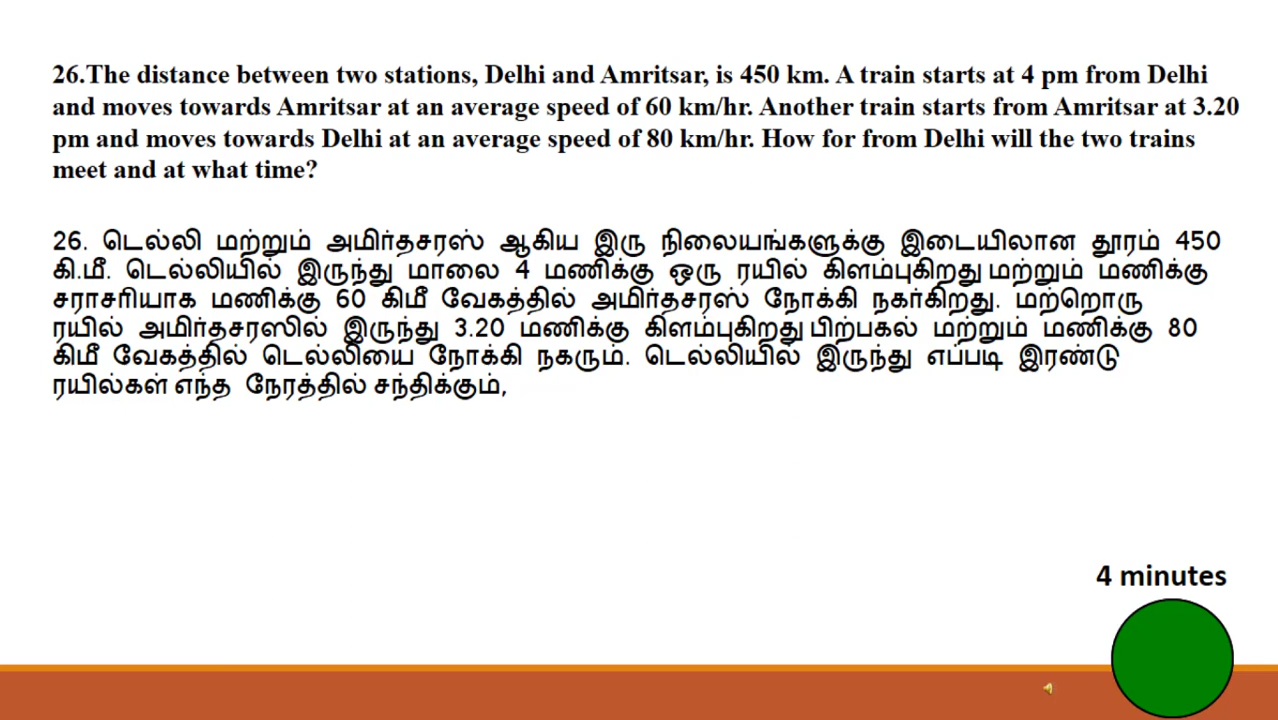 26.The distance between two stations, Delhi and Amritsar, is 450 km. A train starts at 4 pm from Delhi
and moves towards Amritsar at an average speed of 60 km/hr. Another train starts from Amritsar at 3.20
pm and moves towards Delhi at an average speed of 80 km/hr. How for from Delhi will the two trains
meet and at what time?
26. டெல்லி மற்றும் அமிர்தசரஸ் ஆகிய இரு நிலையங்களுக்கு இடையிலான தூரம் 450
கி.மீ. டெல்லியில் இருந்து மாலை 4 மணிக்கு ஒரு ரயில் கிளம்புகிறது மற்றும் மணிக்கு
சராசரியாக மணிக்கு 60 கிமீ வேகத்தில் அமிர்தசரஸ் நோக்கி நகர்கிறது. மற்றொரு
ரயில் அமிர்தசரஸில் இருந்து 3.20 மணிக்கு கிளம்புகிறது பிற்பகல் மற்றும் மணிக்கு 80
கிமீ வேகத்தில் டெல்லியை நோக்கி நகரும். டெல்லியில் இருந்து எப்படி இரண்டு
ரயில்கள் எந்த நேரத்தில் சந்திக்கும்,
4 minutes